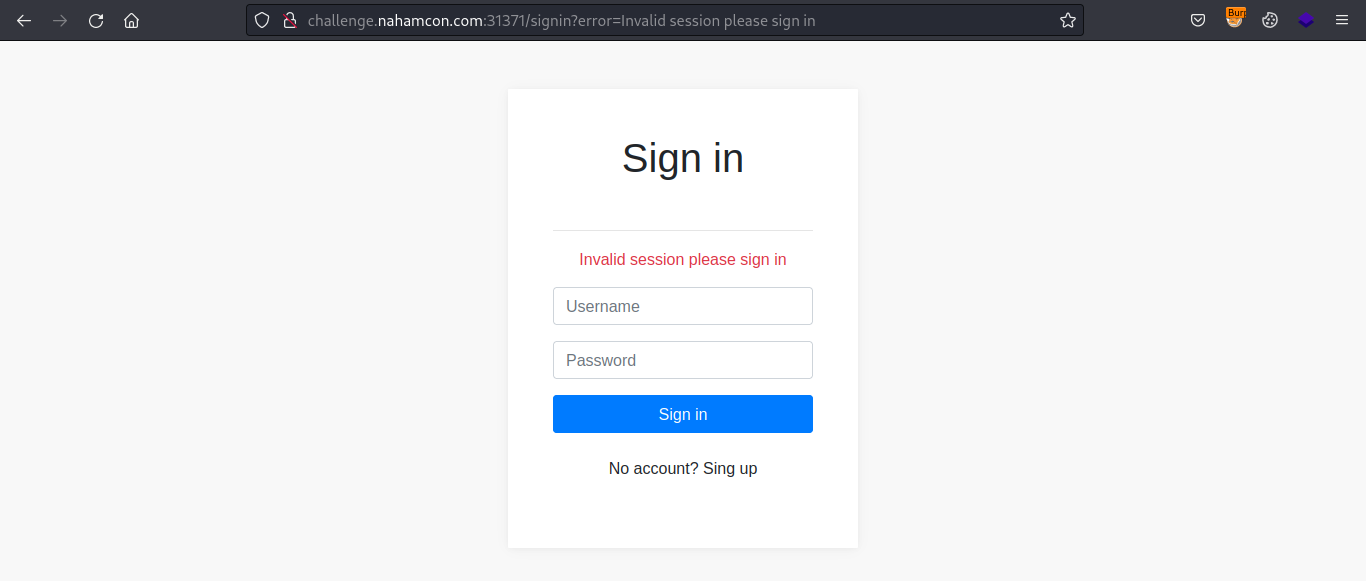 challenge.nahamcon.com:31371/signin?error=Invalid session please sign in
Burp
Sign in
Invalid session please sign in
Username
Password
Sign in
No account? Sing up